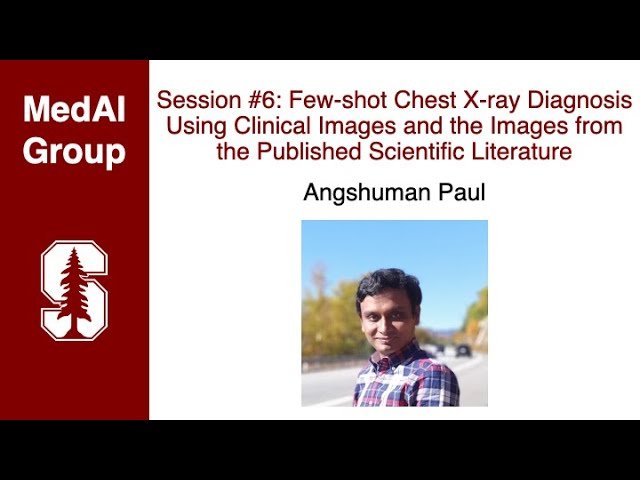 MedAI
Group
Session #6: Few-shot Chest X-ray Diagnosis
Using Clinical Images and the Images from
the Published Scientific Literature
Angshuman Paul